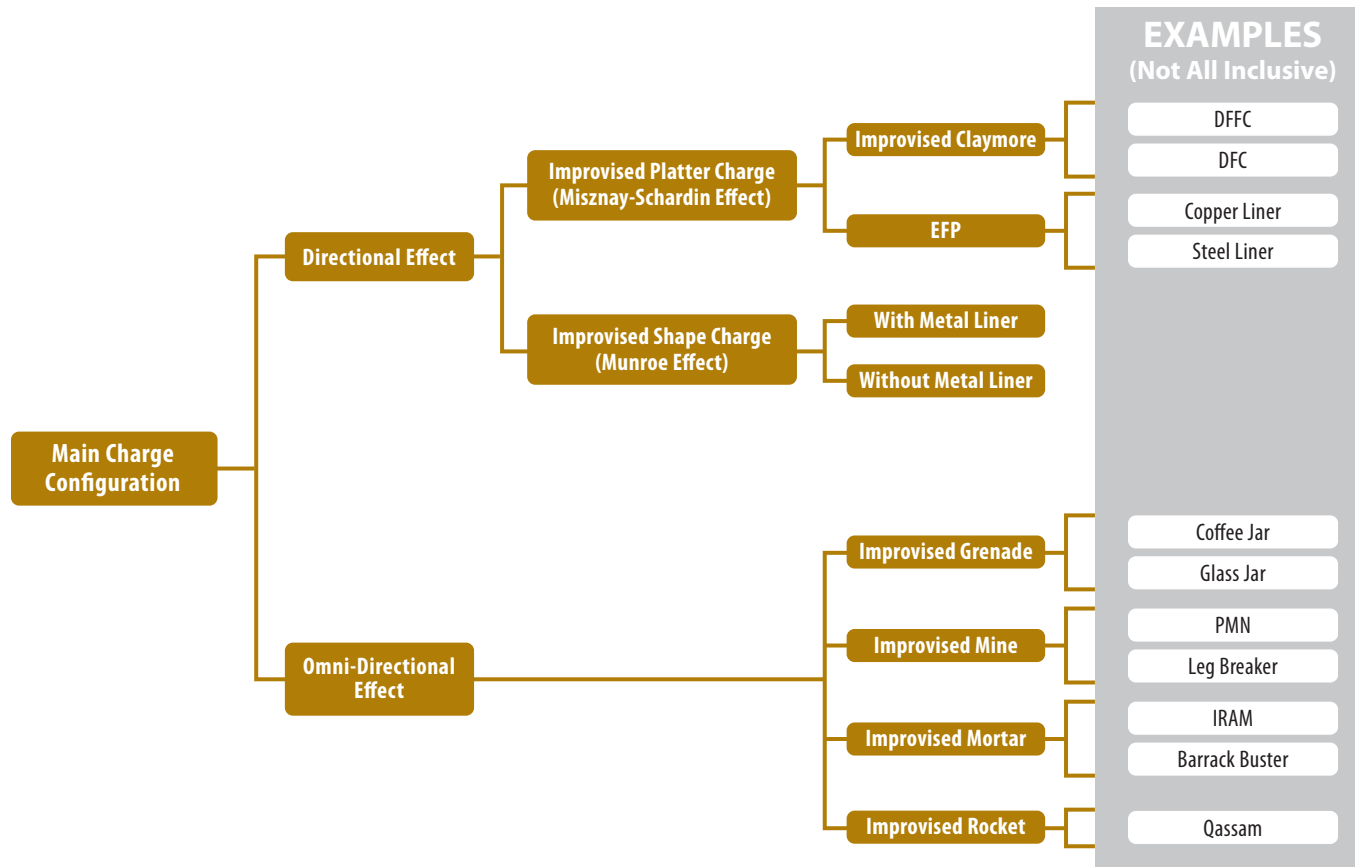 EXAMPLES
(Not All Inclusive)
DFFC
Improvised Claymore
DFC
Improvised Platter Charge
(Misznay-Schardin Effect)
Copper Liner
EFP
Steel Liner
Directional Effect
With Metal Liner
Improvised Shape Charge
(Munroe Effect)
Without Metal Liner
Main Charge
Configuration
Coffee Jar
Improvised Grenade
Glass Jar
PMN
Improvised Mine
Leg Breaker
Omni-Directional
Effect
IRAM
Improvised Mortar
Barrack Buster
Improvised Rocket
Qassam